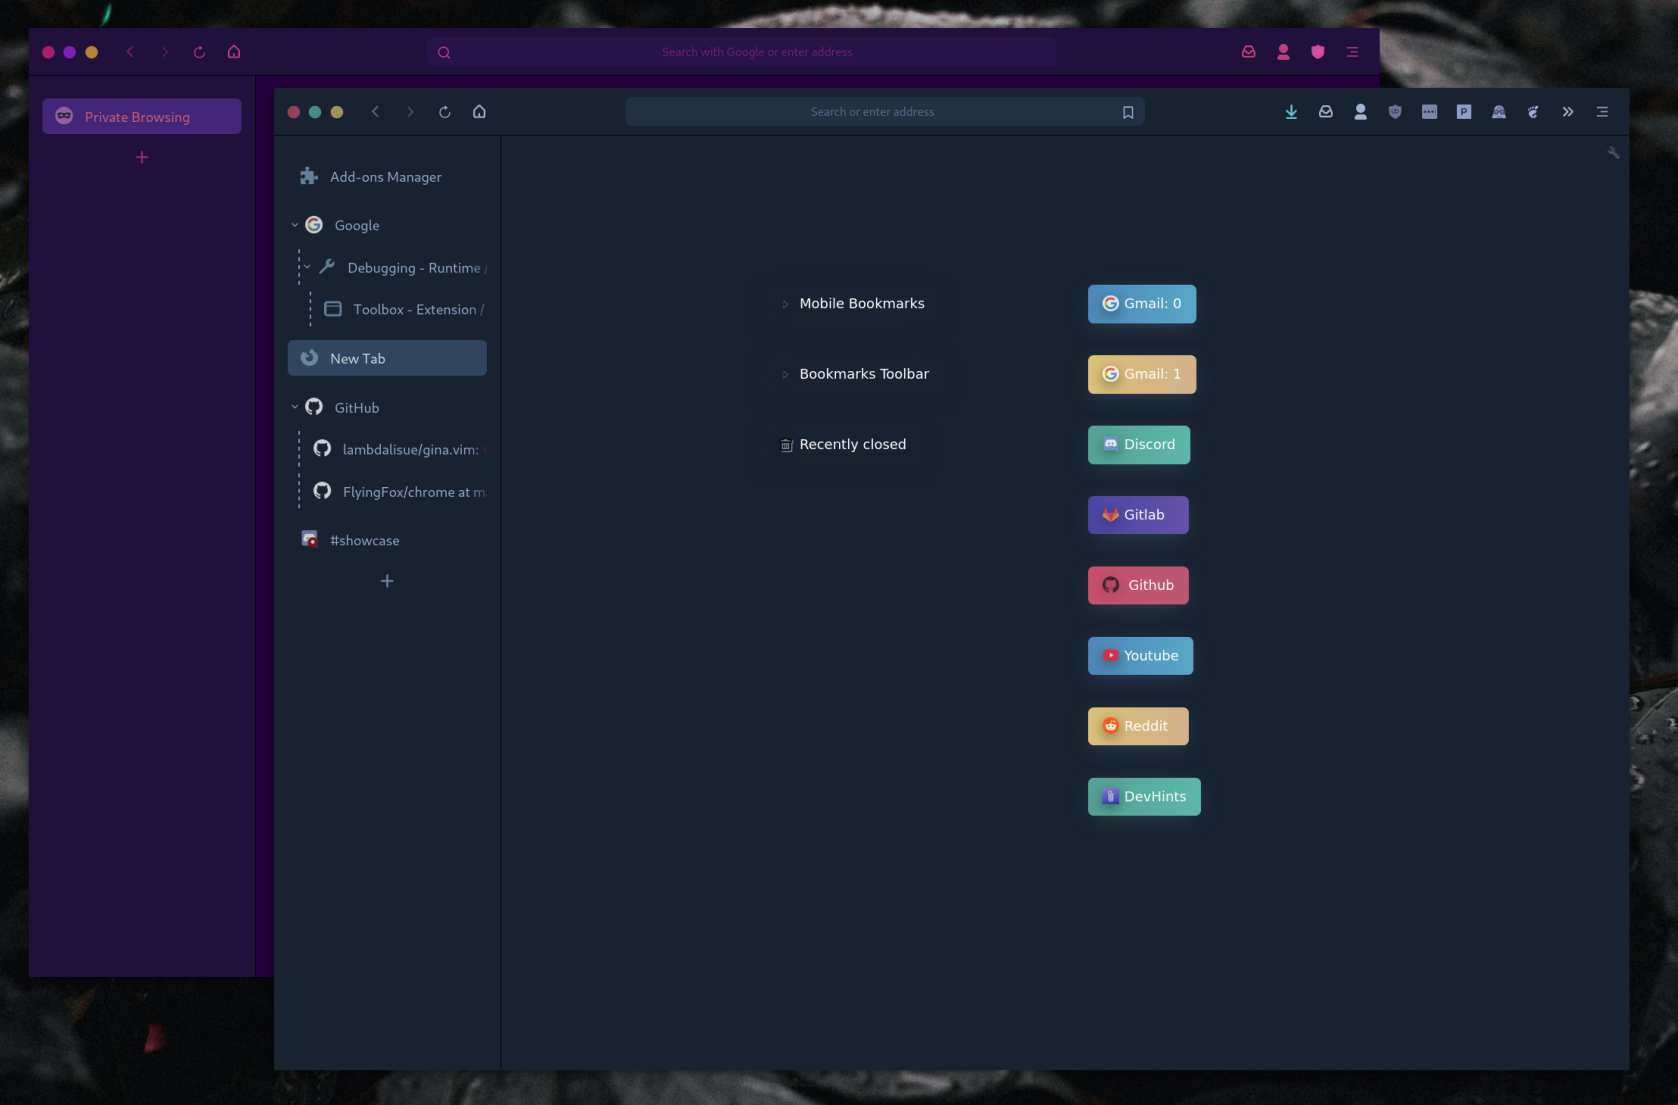 Search with Google or enter address
Private Browsing
Search or enter address
Add-ons Manager
Google
Debugging - Runtime /
Toolbox - Extension /
New Tab
GitHub
lambdalisue/gina.vim:
FlyingFox/chrome at m
#showcase
Mobile Bookmarks
Bookmarks Toolbar
Recently closed
Gmail: 0
Gmail: 1
Discord
Gitlab
Github
Youtube
Reddit
DevHints